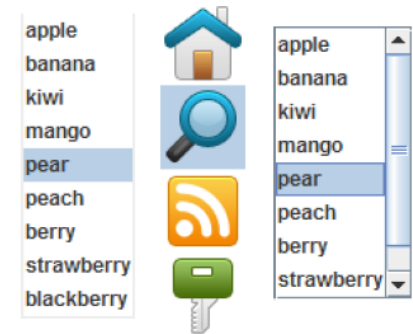 apple
banana
kiwi
mango
pear
peach
berry
strawberry
blackberry
apple
banana
kiwi
mango
pear
peach
berry
strawberry